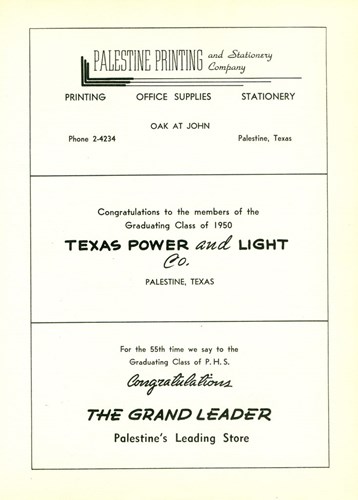 PALESTINE PRINTING and Stationery Company
PRINTING OFFICE SUPPLIES STATIONERY
OAK AT JOHN
Phone 2-4234 Palestine, Texas
Congratulations to the members of the
Graduating Class of 1950
TEXAS POWER and LIGHT
Co.
PALESTINE, TEXAS
For the 55th time we say to the
Graduating Class of P. H. S.
Congratulations
THE GRAND LEADER
Palestine's Leading Store